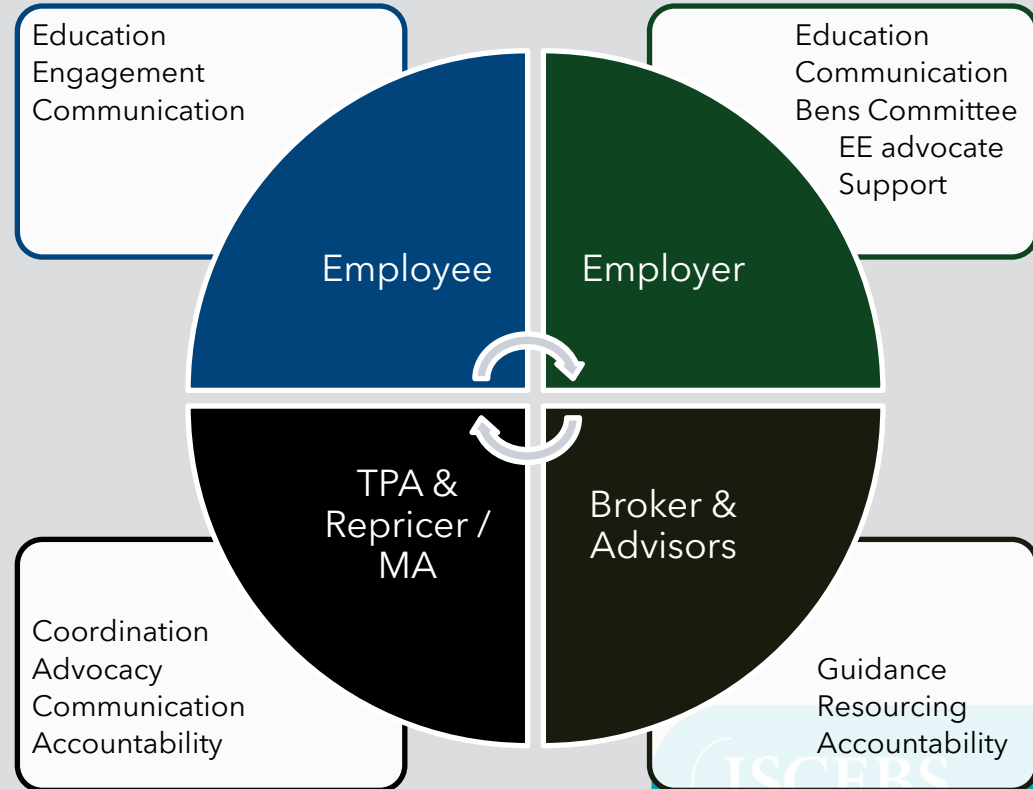 Education
Engagement
Communication
Education
Communication
Bens Committee
EE advocate
Support
Employee
Employer
TPA &
Repricer /
MA
Broker &
Advisors
Coordination
Advocacy
Communication
Accountability
Guidance
Resourcing
Accountability
ISCEBS